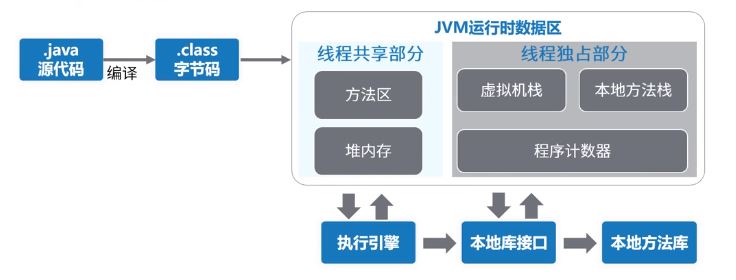 JVM运行时数据区
.java
源代码
编译
.class
字节码
线程共享部分
方法区
堆内存
线程独占部分
虚拟机栈
本地方法栈
程序计数器
执行引擎
本地库接口
本地方法库